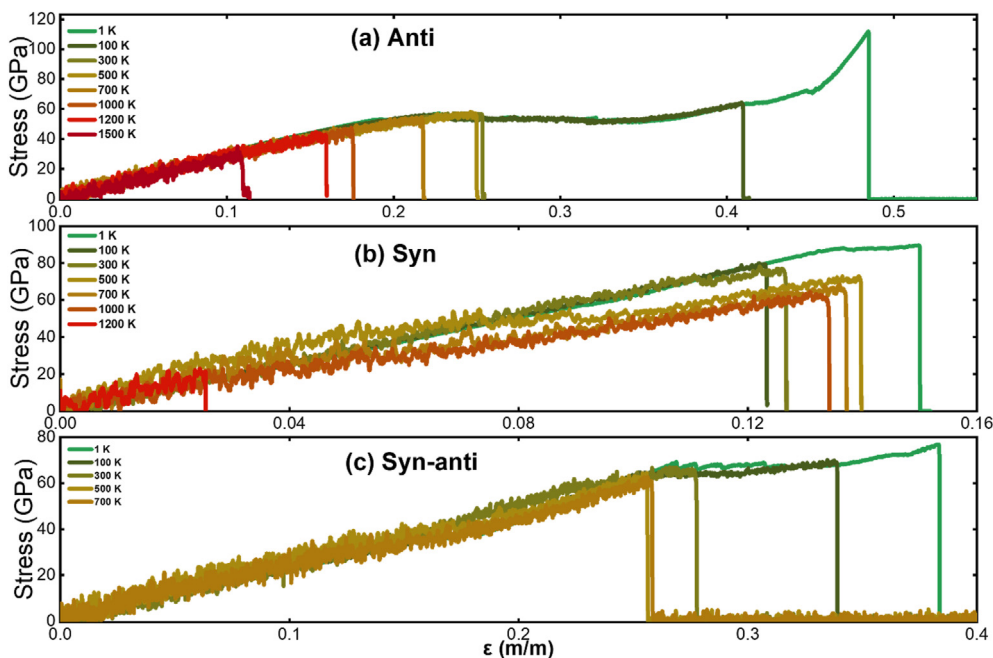 120
100
80
60
40
20
0
Stress (GPa)
(a) Anti
1 K
100 K
300 K
500 K
700 K
1000 K
1200 K
1500 K
0.0 0.1 0.2 0.3 0.4 0.5
100
80
60
40
20
0
Stress (GPa)
(b) Syn
1 K
100 K
300 K
500 K
700 K
1000 K
1200 K
0.00 0.04 0.08 0.12 0.16
80
60
40
20
0
Stress (GPa)
(c) Syn-anti
1 K
100 K
300 K
500 K
700 K
0.0 0.1 0.2 0.3 0.4
ε (m/m)